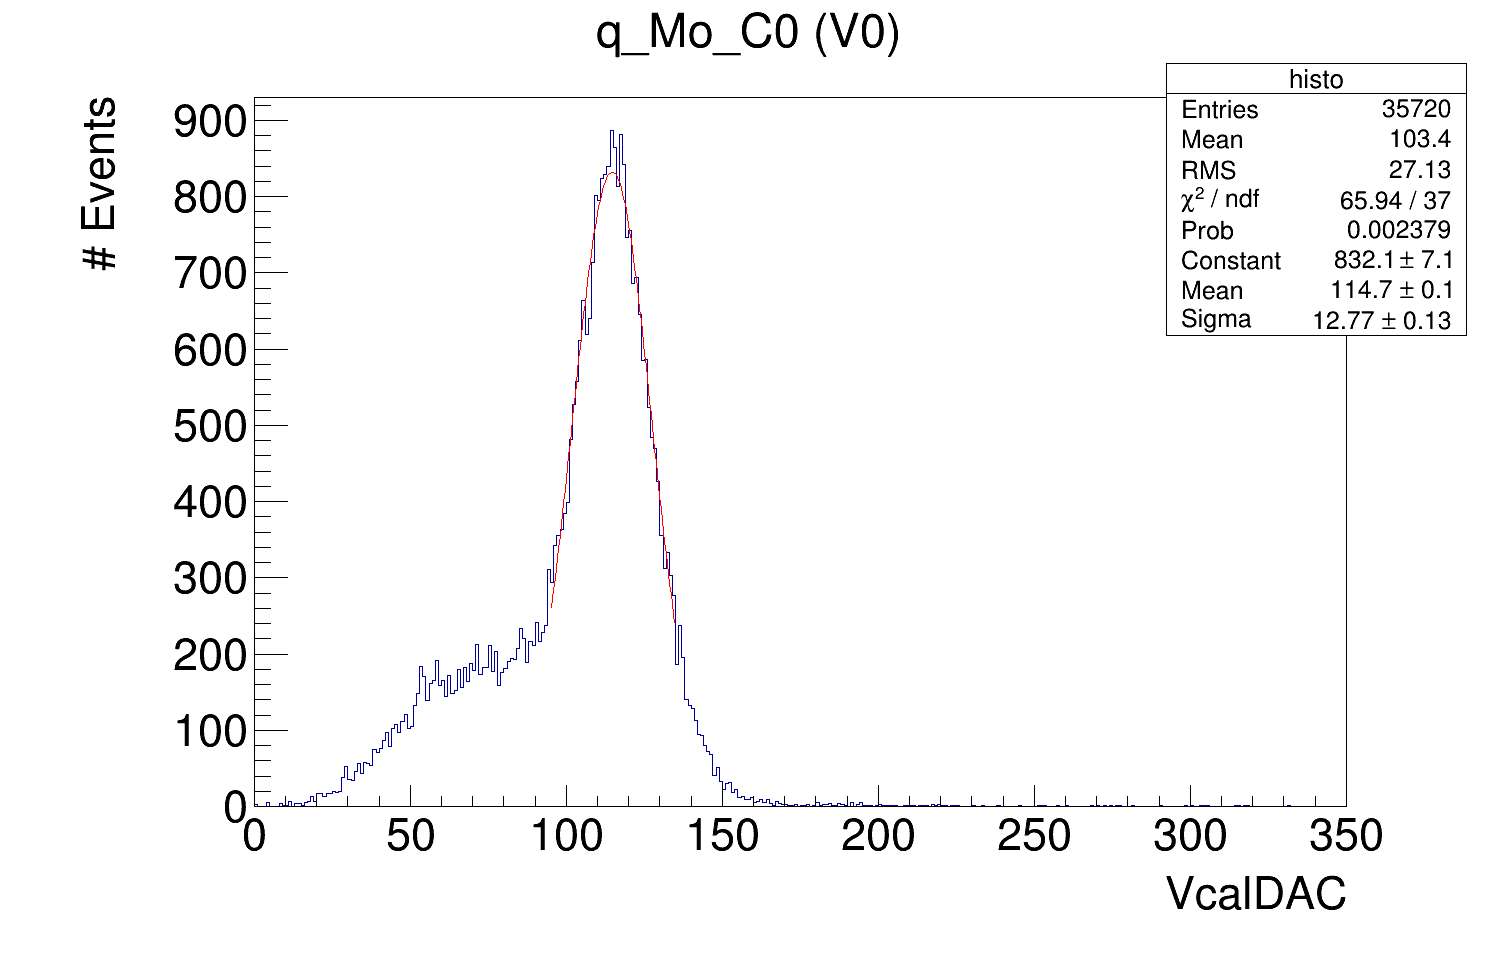 q_Mo_C0 (V0)
# Events
histo
Entries 35720
Mean 103.4
RMS 27.13
χ² / ndf 65.94 / 37
Prob 0.002379
Constant 832.1 ± 7.1
Mean 114.7 ± 0.1
Sigma 12.77 ± 0.13
900
800
700
600
500
400
300
200
100
0
0 50 100 150 200 250 300 350
VcalDAC